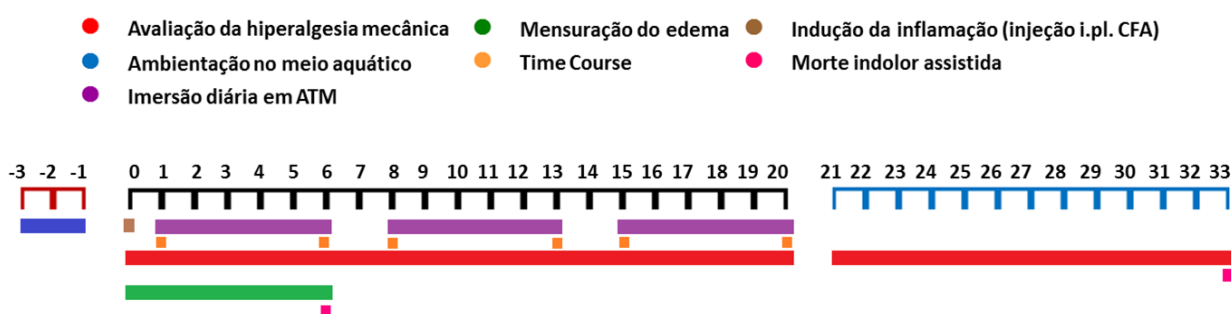 Avaliação da hiperalgesia mecânica
Mensuração do edema
Indução da inflamação (injeção i.pl. CFA)
Ambientação no meio aquático
Time Course
Morte indolor assistida
Imersão diária em ATM
-3 -2 -1 0 1 2 3 4 5 6 7 8 9 10 11 12 13 14 15 16 17 18 19 20 21 22 23 24 25 26 27 28 29 30 31 32 33